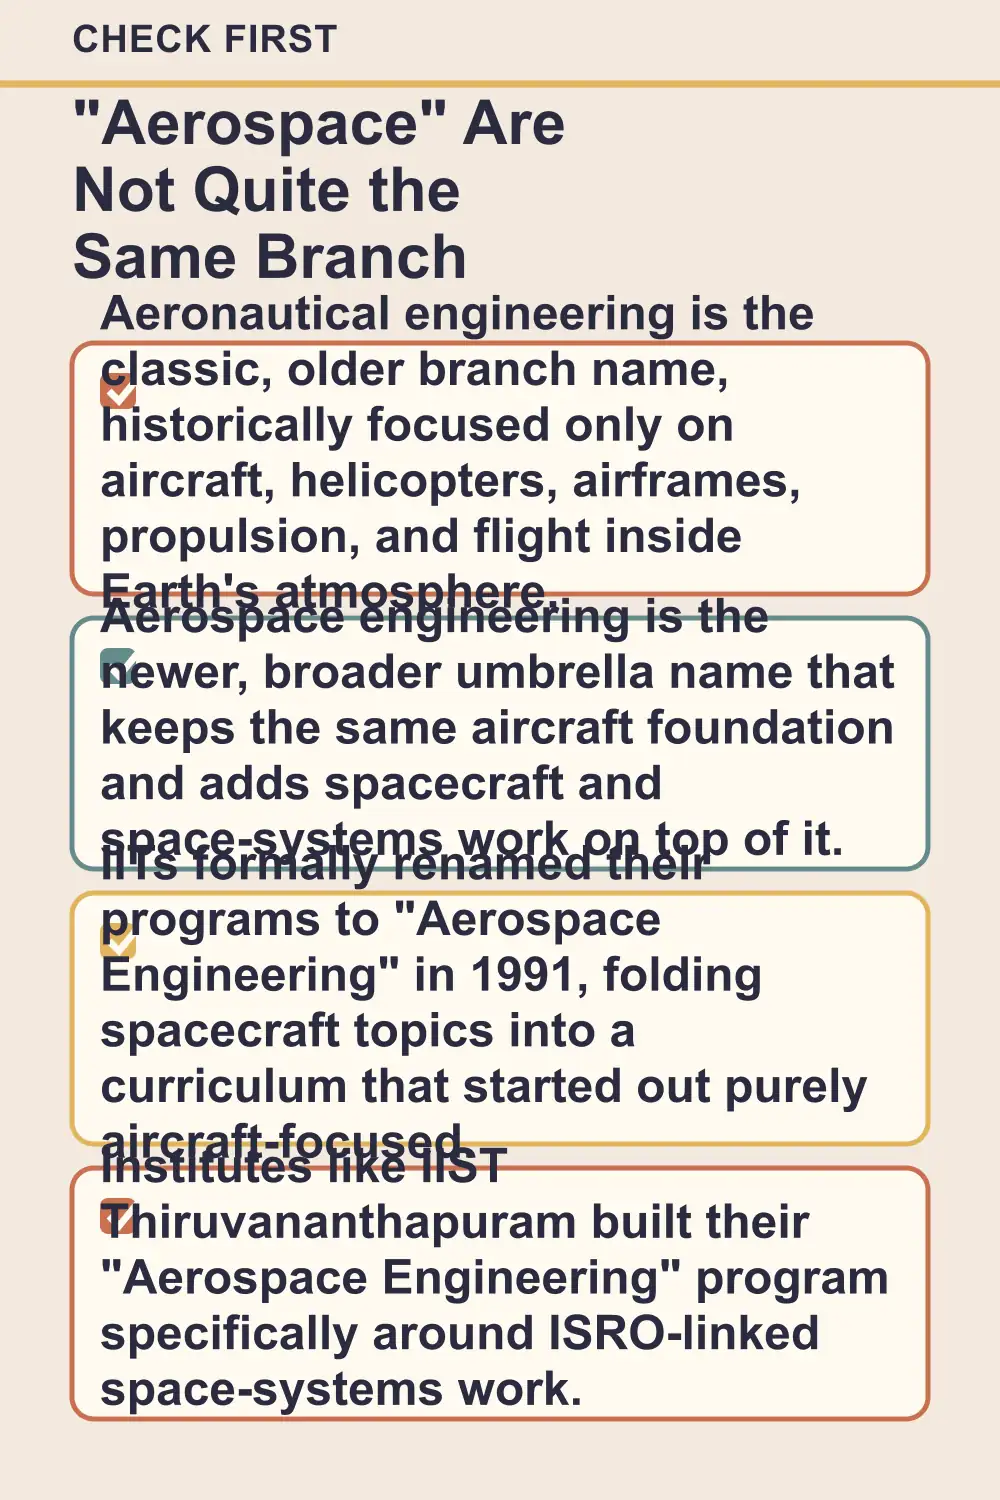 CHECK FIRST
"Aerospace" Are
Not Quite the
Same Branch
Aeronautical engineering is the
classic, older branch name,
historically focused only on
aircraft, helicopters, airframes,
propulsion, and flight inside
Earth's atmosphere.
Aerospace engineering is the
newer, broader umbrella name that
keeps the same aircraft foundation
and adds spacecraft and
space-systems work on top of it.
IITs formally renamed their
programs to "Aerospace
Engineering" in 1991, folding
spacecraft topics into a
curriculum that started out purely
aircraft-focused.
Institutes like IIST
Thiruvananthapuram built their
"Aerospace Engineering" program
specifically around ISRO-linked
space-systems work.